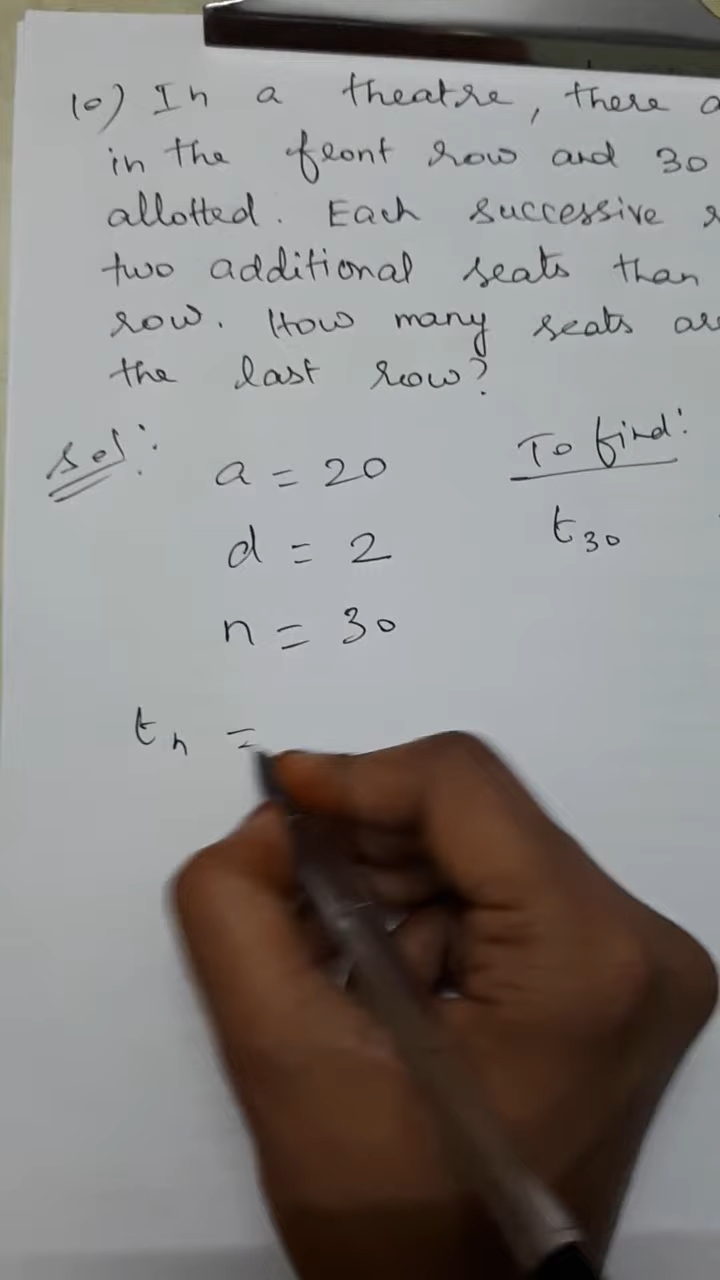 10) In a theatre, there
in the front row and 30
allotted. Each successive
two additional seats than
row. How many seats
the last row?
Sol:
a = 20
To find:
d = 2
t30
n = 30
tn =